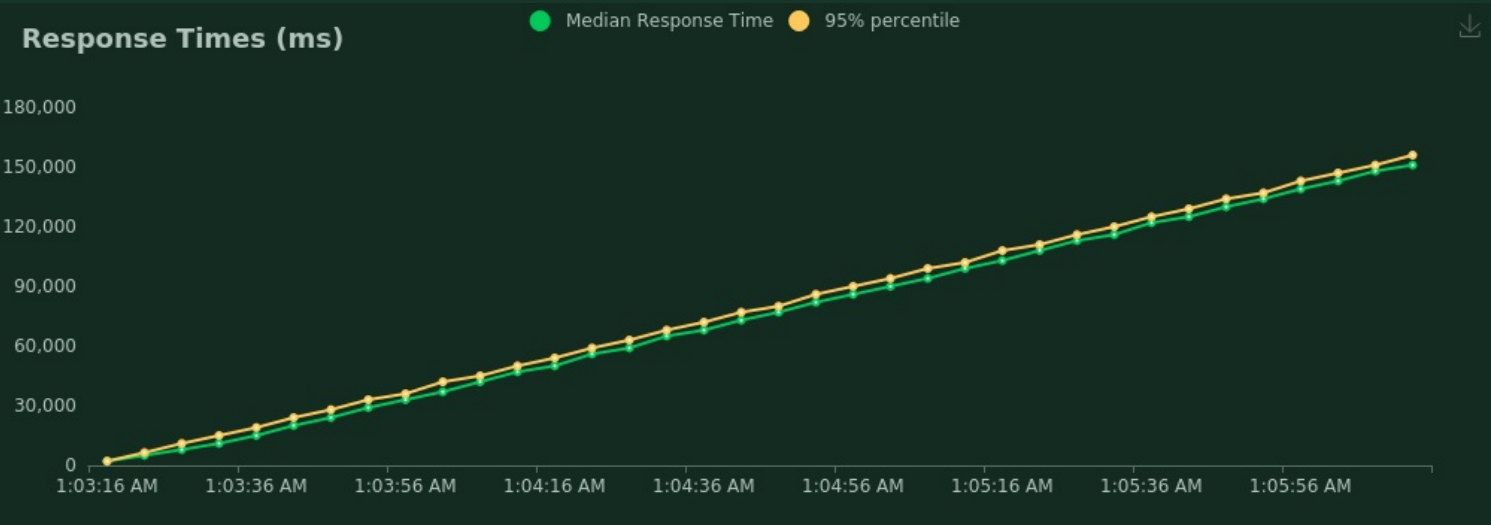 Median Response Time 95% percentile
Response Times (ms)
180,000
150,000
120,000
90,000
60,000
30,000
0
1:03:16 AM 1:03:36 AM 1:03:56 AM 1:04:16 AM 1:04:36 AM 1:04:56 AM 1:05:16 AM 1:05:36 AM 1:05:56 AM